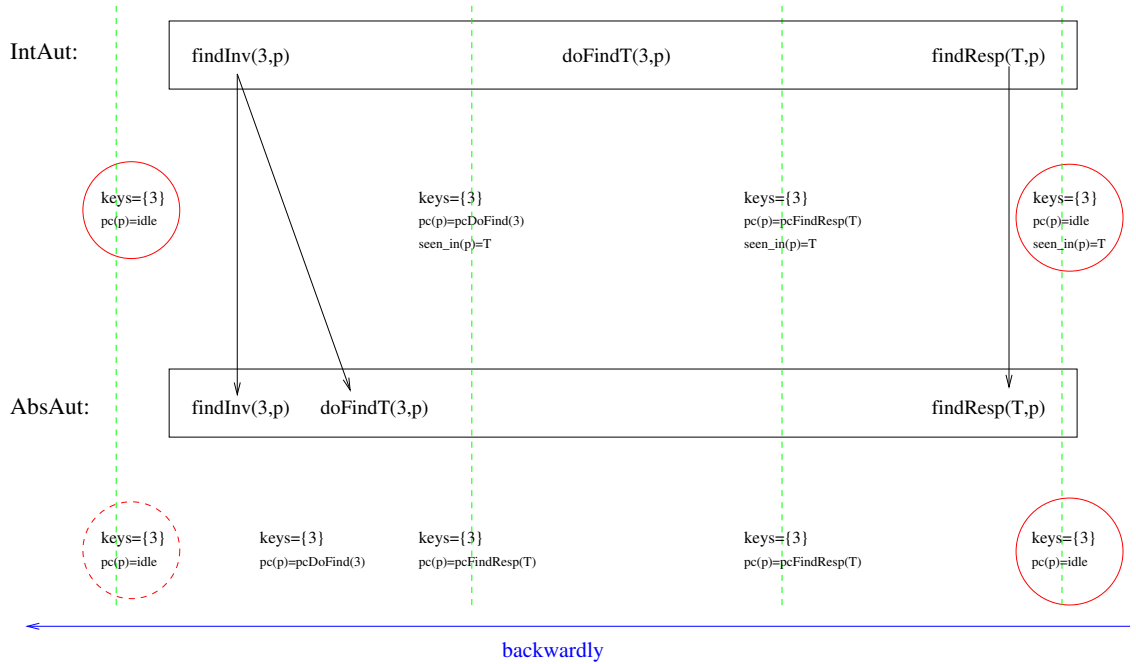 IntAut:
findInv(3,p) doFindT(3,p) findResp(T,p)
keys={3} keys={3} keys={3} keys={3}
pc(p)=idle pc(p)=pcDoFind(3) pc(p)=pcFindResp(T) pc(p)=idle
seen_in(p)=T seen_in(p)=T seen_in(p)=T
AbsAut:
findInv(3,p) doFindT(3,p) findResp(T,p)
keys={3} keys={3} keys={3} keys={3} keys={3}
pc(p)=idle pc(p)=pcDoFind(3) pc(p)=pcFindResp(T) pc(p)=pcFindResp(T) pc(p)=idle
backwardly